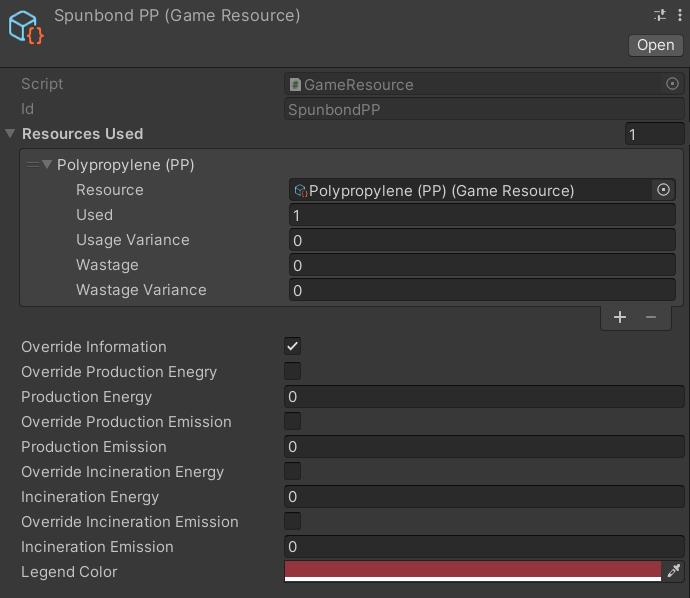 Spunbond PP (Game Resource)
Open
Script GameResource
Id SpunbondPP
Resources Used 1
Polypropylene (PP)
Resource Polypropylene (PP) (Game Resource)
Used 1
Usage Variance 0
Wastage 0
Wastage Variance 0
Override Information
Override Production Enegry
Production Energy 0
Override Production Emission
Production Emission 0
Override Incineration Energy
Incineration Energy 0
Override Incineration Emission
Incineration Emission 0
Legend Color